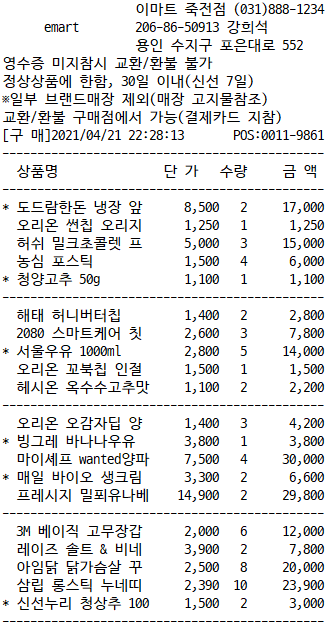 이마트 죽전점 (031)888-1234
emart 206-86-50913 강희석
용인 수지구 포은대로 552
영수증 미지참시 교환/환불 불가
정상상품에 한함, 30일 이내(신선 7일)
※일부 브랜드매장 제외(매장 고지물참조)
교환/환불 구매점에서 가능(결제카드 지참)
[구 매]2021/04/21 22:28:13 POS:0011-9861
상품명 단 가 수량 금 액
* 도드람한돈 냉장 앞 8,500 2 17,000
오리온 썬칩 오리지 1,250 1 1,250
허쉬 밀크초콜렛 프 5,000 3 15,000
농심 포스틱 1,500 4 6,000
* 청양고추 50g 1,100 1 1,100
해태 허니버터칩 1,400 2 2,800
2080 스마트케어 칫 2,600 3 7,800
* 서울우유 1000ml 2,800 5 14,000
오리온 꼬북칩 인절 1,500 1 1,500
헤시온 옥수수고추맛 1,100 2 2,200
오리온 오감자딥 양 1,400 3 4,200
* 빙그레 바나나우유 3,800 1 3,800
마이셰프 wanted양파 7,500 4 30,000
* 매일 바이오 생크림 3,300 2 6,600
프레시지 밀푀유나베 14,900 2 29,800
3M 베이직 고무장갑 2,000 6 12,000
레이즈 솔트 & 비네 3,900 2 7,800
아임닭 닭가슴살 꾸 2,500 8 20,000
삼립 롱스틱 누네띠 2,390 10 23,900
* 신선누리 청상추 100 1,500 2 3,000